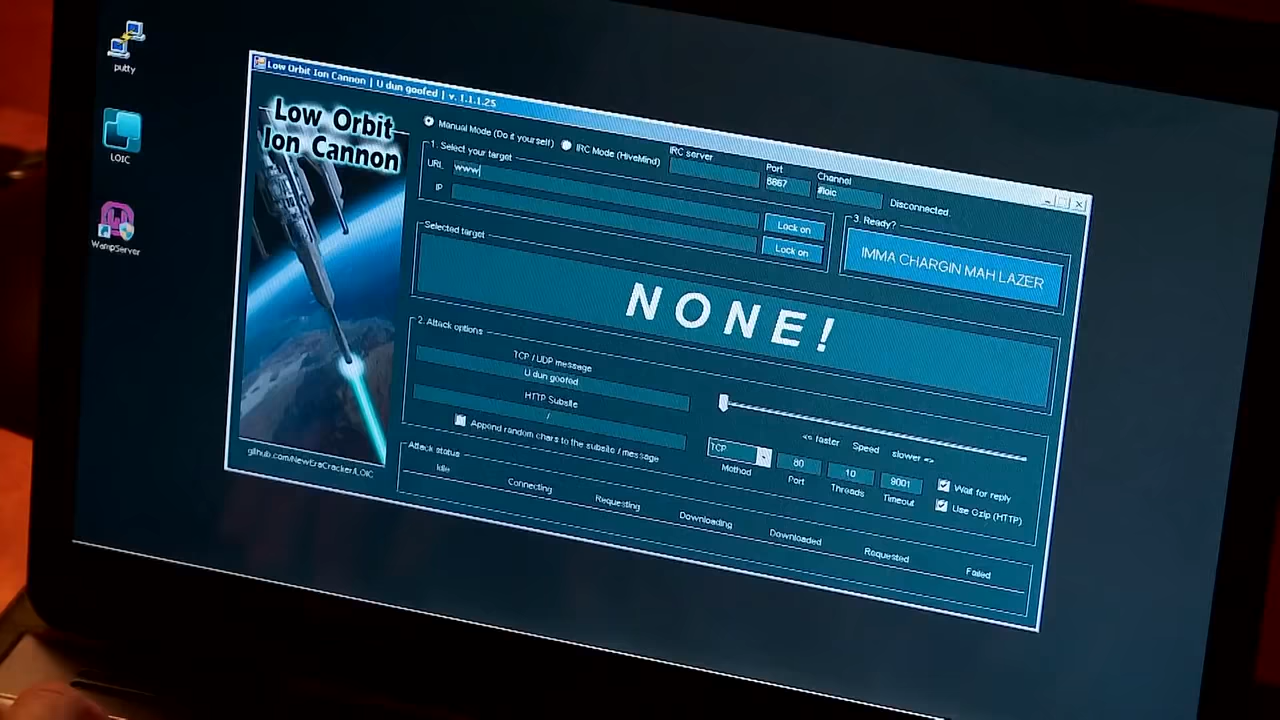 putty
LOIC
WampServer
Low Orbit Ion Cannon | U dun goofed | v. 1.1.1.25
Low Orbit
Ion Cannon
github.com/NewEraCracker/LOIC
Manual Mode (Do it yourself)
IRC Mode (HiveMind)
IRC server
Port
6667
Channel
#loic
Disconnected.
1. Select your target
URL
www
Lock on
IP
Lock on
3. Ready?
IMMA CHARGIN MAH LAZER
Selected target
NONE!
2. Attack options
TCP / UDP message
U dun goofed
HTTP Subsite
/
Append random chars to the subsite / message
<< faster Speed slower =>
TCP
Method
80
Port
10
Threads
9001
Timeout
Wait for reply
Use Gzip (HTTP)
Attack status
Idle
Connecting
Requesting
Downloading
Downloaded
Requested
Failed